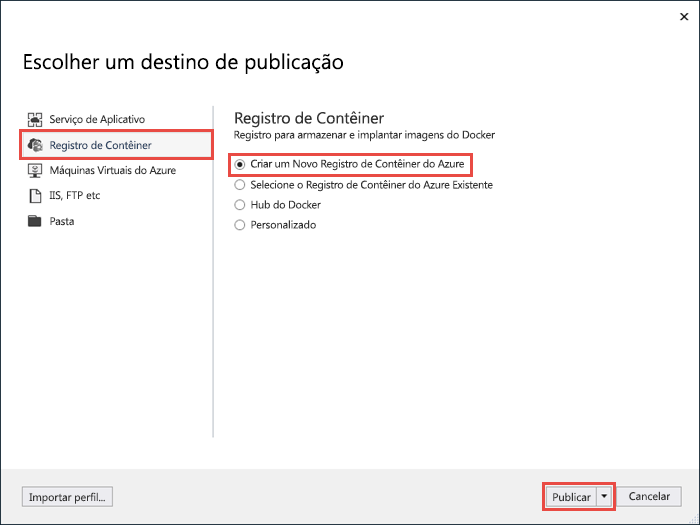 Escolher um destino de publicação
Serviço de Aplicativo
Registro de Contêiner
Máquinas Virtuais do Azure
IIS, FTP etc
Pasta
Registro de Contêiner
Registro para armazenar e implantar imagens do Docker
Criar um Novo Registro de Contêiner do Azure
Selecione o Registro de Contêiner do Azure Existente
Hub do Docker
Personalizado
Importar perfil...
Publicar
Cancelar